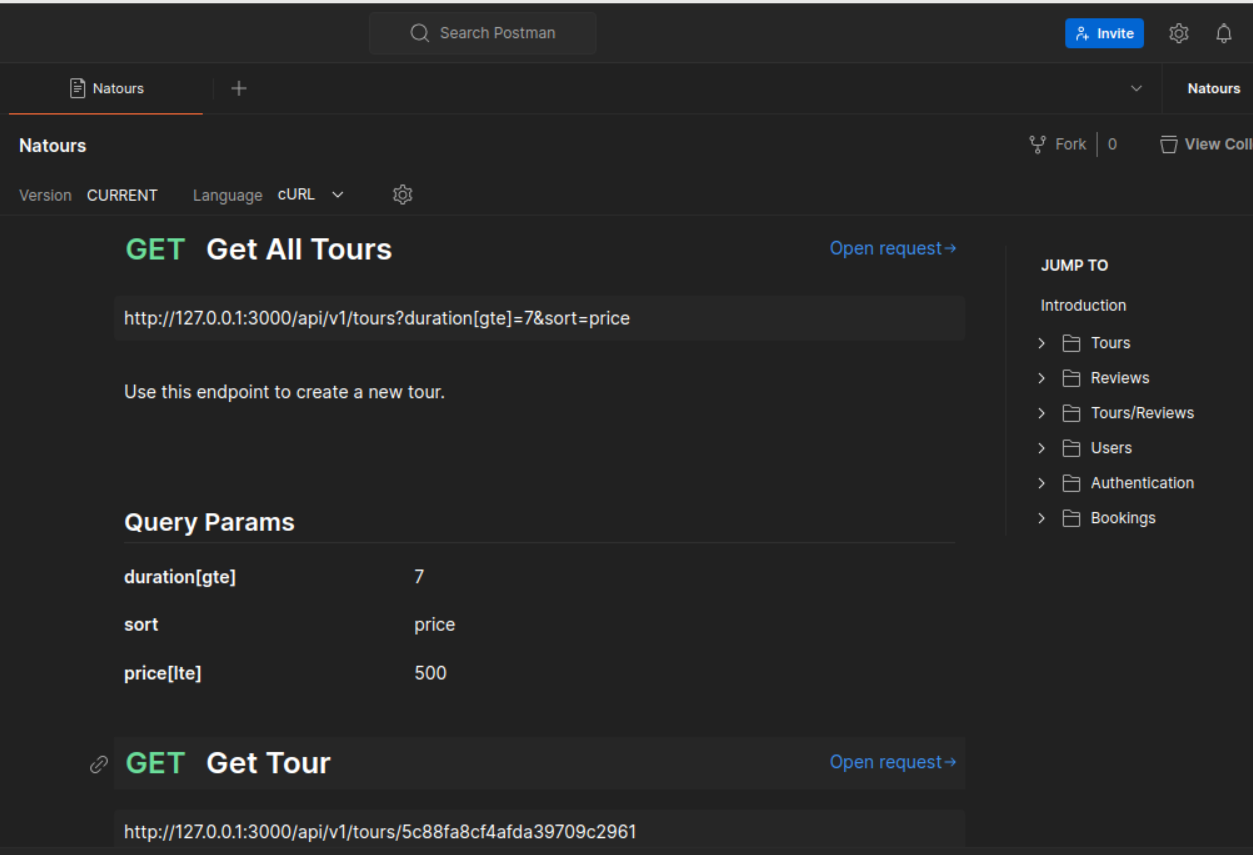 Search Postman
Invite
Natours
Natours
Natours
Fork 0
View Coll
Version CURRENT Language cURL
GET Get All Tours
Open request→
http://127.0.0.1:3000/api/v1/tours?duration[gte]=7&sort=price
Use this endpoint to create a new tour.
Query Params
duration[gte] 7
sort price
price[lte] 500
GET Get Tour
Open request→
http://127.0.0.1:3000/api/v1/tours/5c88fa8cf4afda39709c2961
JUMP TO
Introduction
Tours
Reviews
Tours/Reviews
Users
Authentication
Bookings